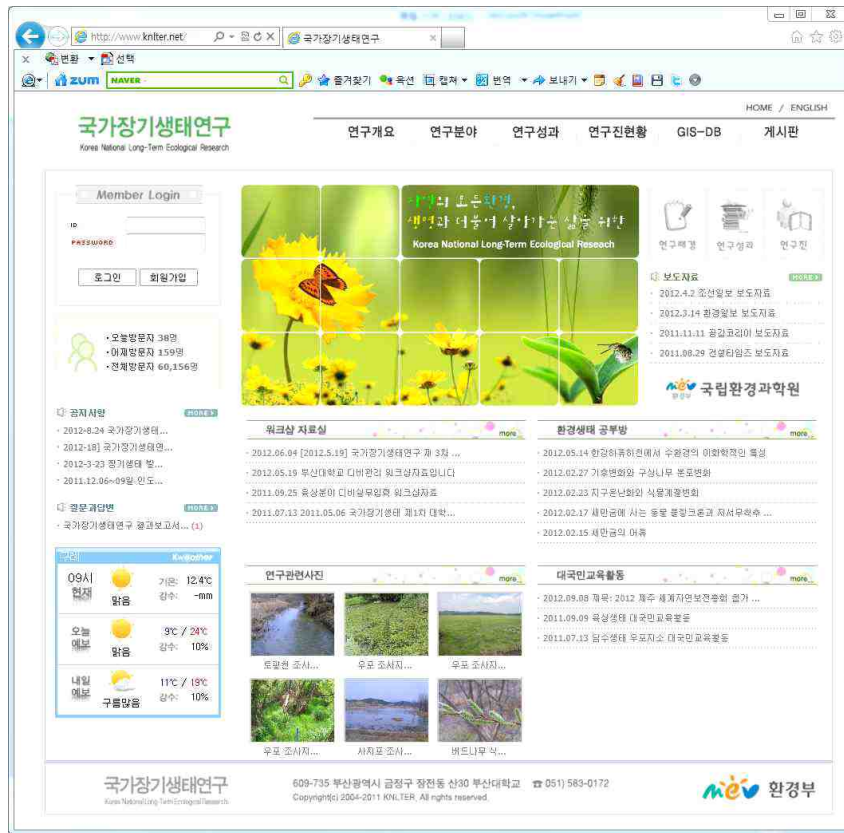 http://www.knlter.net/
국가장기생태연구
변환 선택
zum NAVER 즐겨찾기 옥션 캡쳐 번역 보내기
HOME / ENGLISH
국가장기생태연구
Korea National Long-Term Ecological Research
연구개요 연구분야 연구성과 연구진현황 GIS-DB 게시판
Member Login
ID
PASSWORD
로그인 회원가입
자연의 모든환경,
생명과 더불어 살아가는 삶을 위한
Korea National Long-Term Ecological Reseach
연구배경 연구성과 연구진
보도자료 MORE
· 2012.4.2 조선일보 보도자료
· 2012.3.14 환경일보 보도자료
· 2011.11.11 공감코리아 보도자료
· 2011.08.29 건설타임즈 보도자료
환경부 국립환경과학원
• 오늘방문자 38명
• 어제방문자 159명
• 전체방문자 60,156명
공지사항 MORE
· 2012-8.24 국가장기생태...
· 2012-18] 국가장기생태연...
· 2012-3-23 장기생태 및...
· 2011.12.06~09일 인도...
질문과답변 MORE
· 국가장기생태연구 결과보고서... (1)
워크샵 자료실 more
· 2012.06.04 [2012.5.19] 국가장기생태연구 제 3차 ...
· 2012.05.19 부산대학교 디비관리 워크샵자료입니다
· 2011.09.25 육상분야 디비실무입력 워크샵자료
· 2011.07.13 2011.05.06 국가장기생태 제1차 대학...
환경생태 공부방 more
· 2012.05.14 한강하류하천에서 수환경의 이화학적인 특성
· 2012.02.27 기후변화와 구상나무 분포변화
· 2012.02.23 지구온난화와 식물계절변화
· 2012.02.17 새만금에 사는 동물 플랑크톤과 저서무척추 ...
· 2012.02.15 새만금의 어류
구례 Kweather
09시 현재 맑음 기온: 12.4℃ 강수: -mm
오늘 예보 맑음 9℃ / 24℃ 강수: 10%
내일 예보 구름많음 11℃ / 19℃ 강수: 10%
연구관련사진 more
토평천 조사... 우포 조서지... 우포 조사지...
우포 조사지... 사지포 조사... 버드나무 식...
대국민교육활동 more
· 2012.09.08 제목: 2012 제주 세계자연보전총회 참가 ...
· 2011.09.09 육상생태 대국민교육활동
· 2011.07.13 담수생태 우포지소 대국민교육활동
국가장기생태연구
Korea National Long-Term Ecological Research
609-735 부산광역시 금정구 장전동 산30 부산대학교 ☎ 051) 583-0172
Copyright(c) 2004-2011 KNLTER, All rights reserved.
환경부